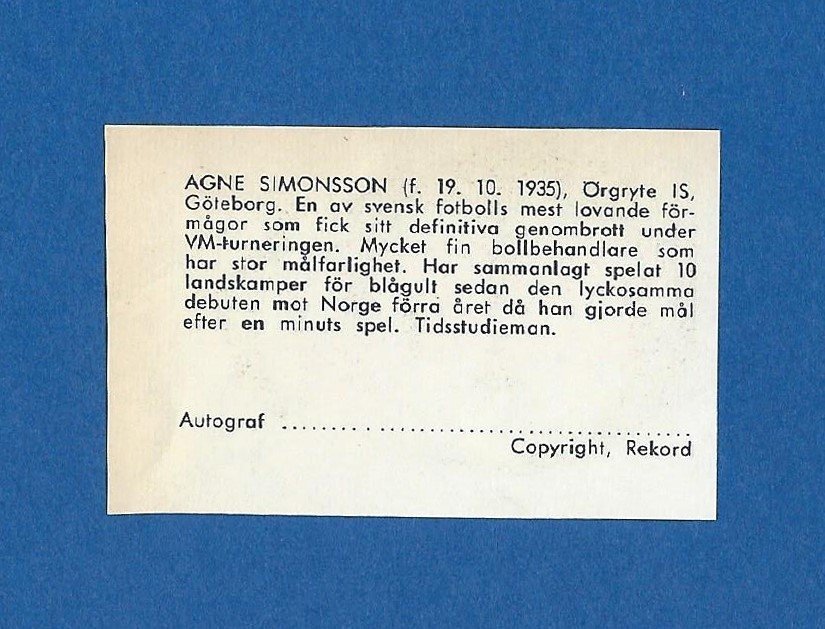 AGNE SIMONSSON (f. 19. 10. 1935), Örgryte IS,
Göteborg. En av svensk fotbolls mest lovande för-
mågor som fick sitt definitiva genombrott under
VM-turneringen. Mycket fin bollbehandlare som
har stor målfarlighet. Har sammanlagt spelat 10
landskamper för blågult sedan den lyckosamma
debuten mot Norge förra året då han gjorde mål
efter en minuts spel. Tidsstudieman.
Autograf ........................................
Copyright, Rekord